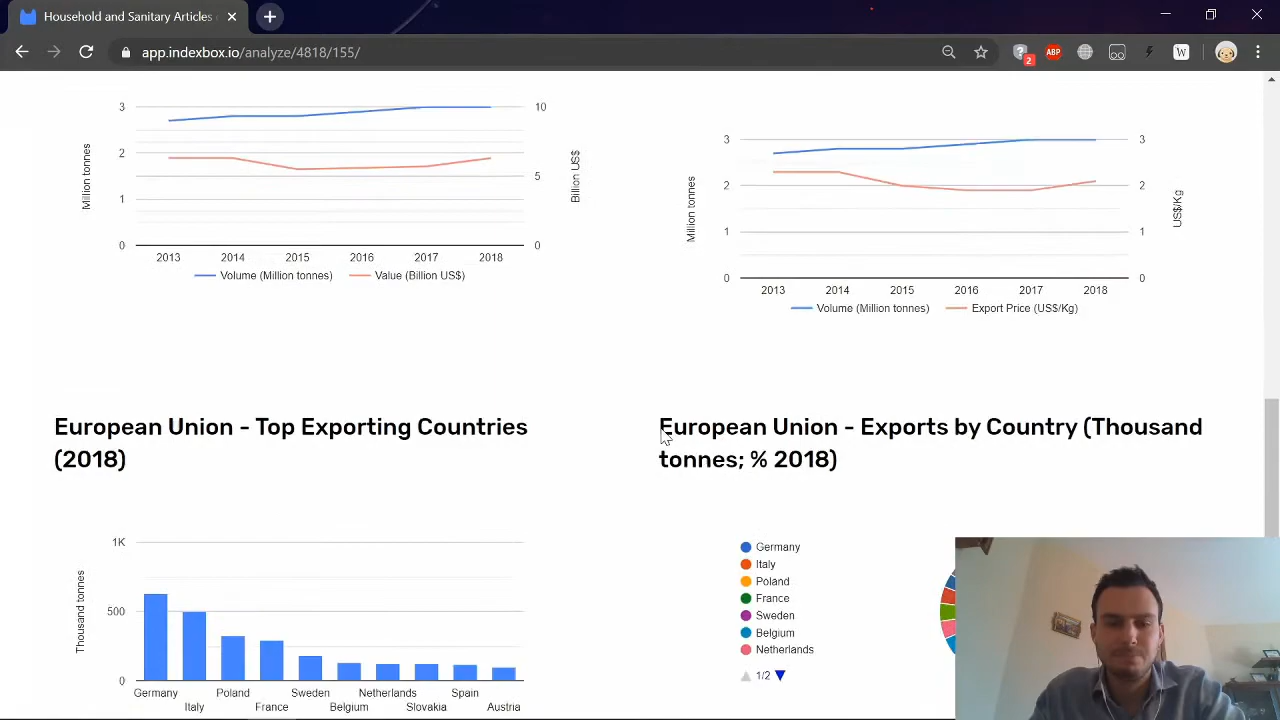 Household and Sanitary Articles
app.indexbox.io/analyze/4818/155/
2
ABP
W
3
2
1
0
Million tonnes
10
5
0
Billion US$
2013 2014 2015 2016 2017 2018
Volume (Million tonnes) Value (Billion US$)
3
2
1
0
Million tonnes
3
2
1
0
US$/Kg
2013 2014 2015 2016 2017 2018
Volume (Million tonnes) Export Price (US$/Kg)
European Union - Top Exporting Countries
(2018)
European Union - Exports by Country (Thousand
tonnes; % 2018)
1K
500
0
Thousand tonnes
Germany Poland Sweden Netherlands Spain
Italy France Belgium Slovakia Austria
Germany
Italy
Poland
France
Sweden
Belgium
Netherlands
1/2